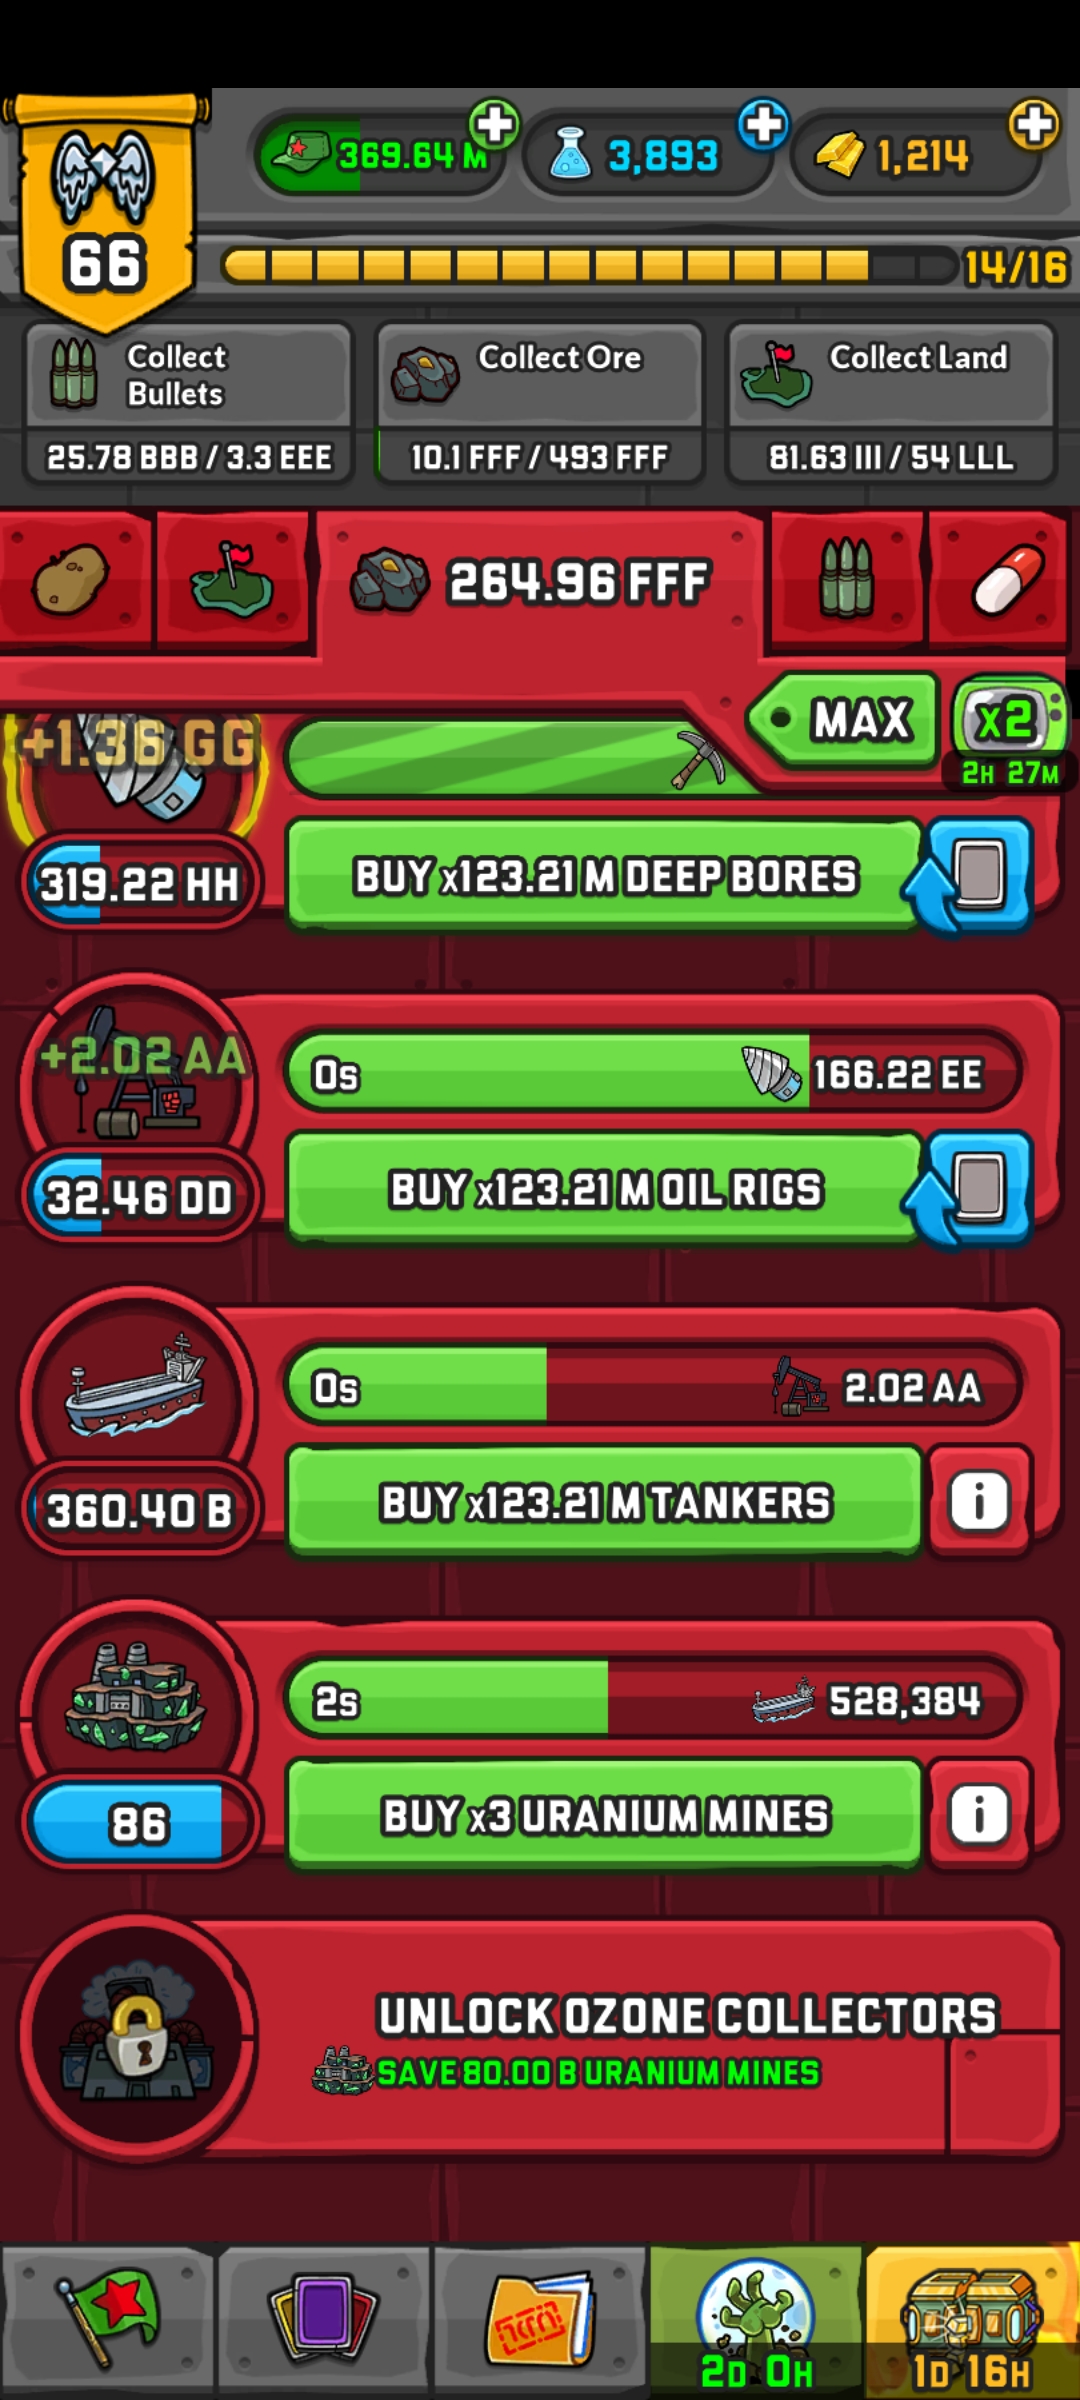 369.64 M
3,893
1,214
66
14/16
Collect
Bullets
25.78 BBB / 3.3 EEE
Collect Ore
10.1 FFF / 493 FFF
Collect Land
81.63 III / 54 LLL
264.96 FFF
MAX
x2
2H 27M
+1.36 GG
319.22 HH
BUY x123.21 M DEEP BORES
+2.02 AA
0s
166.22 EE
32.46 DD
BUY x123.21 M OIL RIGS
0s
2.02 AA
360.40 B
BUY x123.21 M TANKERS
i
2s
528,384
86
BUY x3 URANIUM MINES
i
UNLOCK OZONE COLLECTORS
SAVE 80.00 B URANIUM MINES
2D 0H
1D 16H